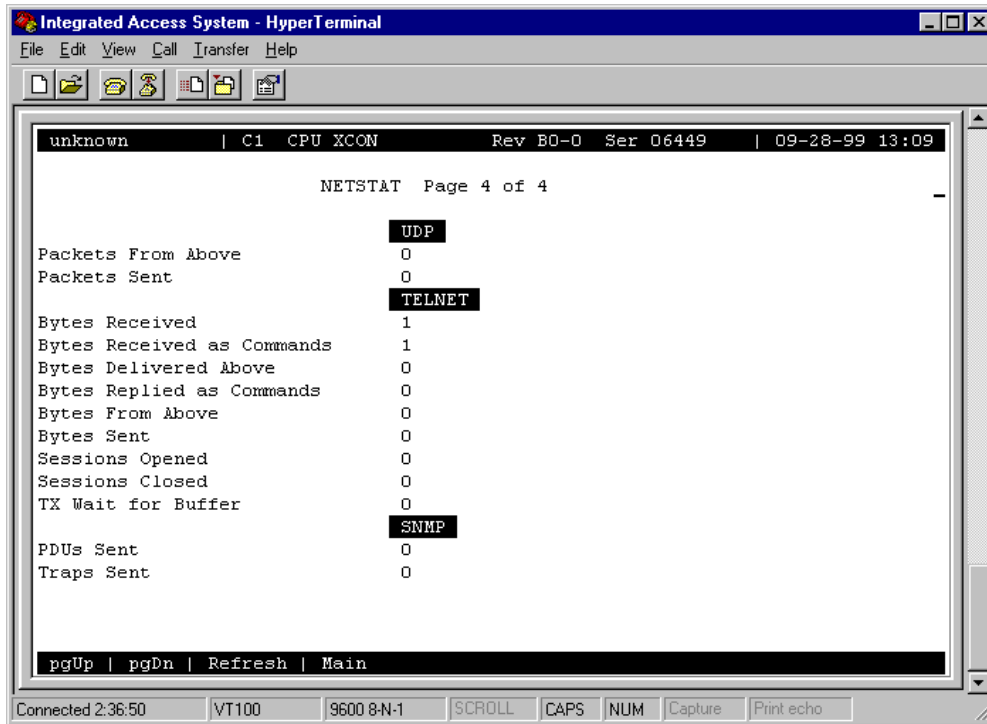 Integrated Access System - HyperTerminal
File Edit View Call Transfer Help
unknown | C1 CPU XCON Rev B0-0 Ser 06449 | 09-28-99 13:09
NETSTAT Page 4 of 4
UDP
Packets From Above 0
Packets Sent 0
TELNET
Bytes Received 1
Bytes Received as Commands 1
Bytes Delivered Above 0
Bytes Replied as Commands 0
Bytes From Above 0
Bytes Sent 0
Sessions Opened 0
Sessions Closed 0
TX Wait for Buffer 0
SNMP
PDUs Sent 0
Traps Sent 0
pgUp | pgDn | Refresh | Main
Connected 2:36:50 VT100 9600 8-N-1 SCROLL CAPS NUM Capture Print echo